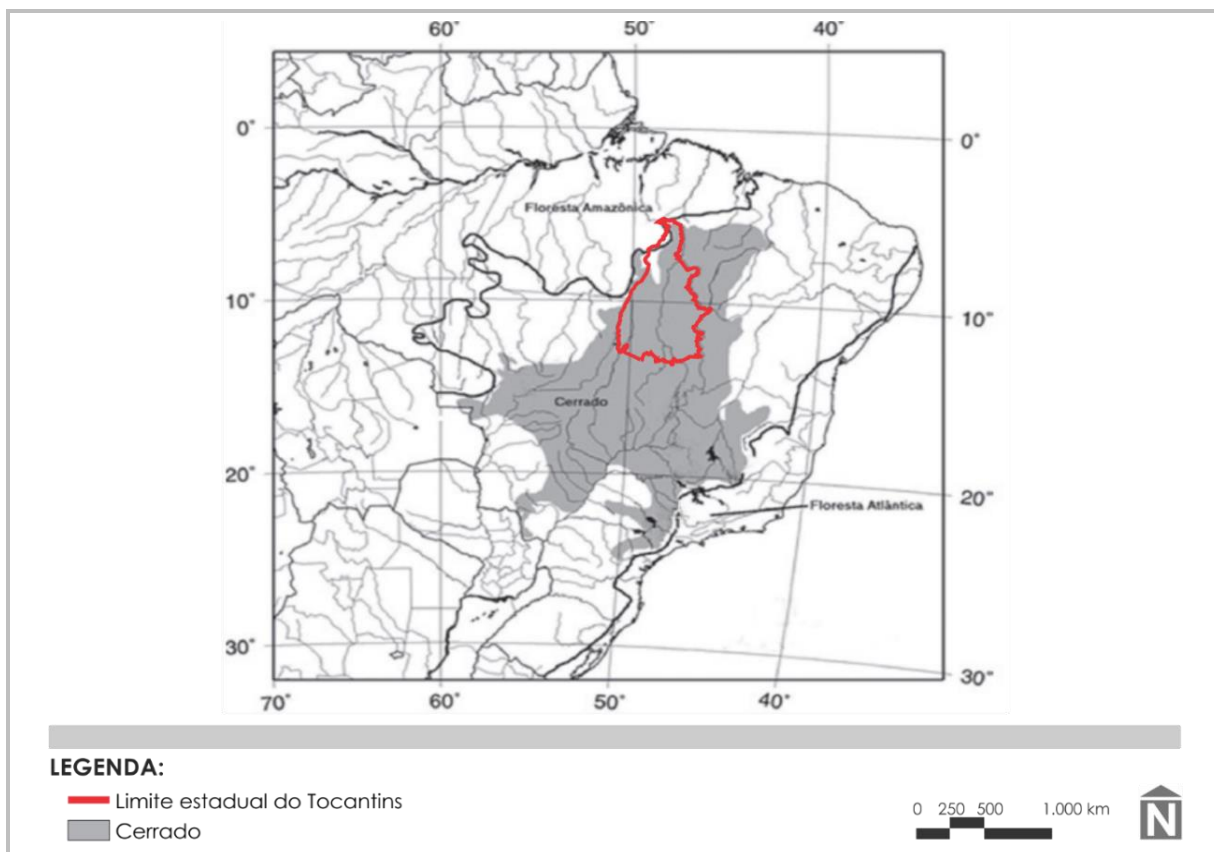 60° 50° 40°
0° 0°
Floresta Amazônica
10° 10°
Cerrado
20° 20°
Floresta Atlântica
30° 30°
70° 60° 50° 40°
LEGENDA:
Limite estadual do Tocantins
Cerrado
0 250 500 1.000 km
N